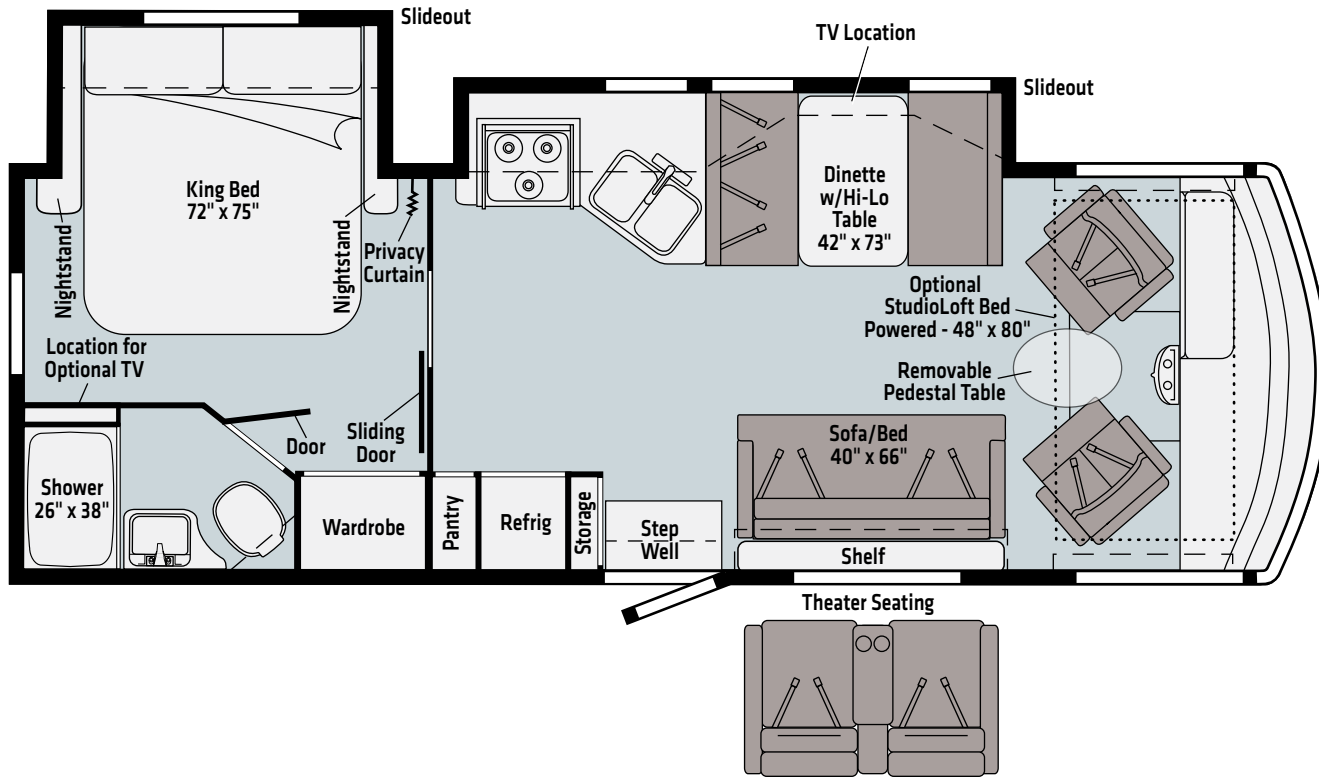 Slideout
TV Location
Slideout
King Bed
72" x 75"
Nightstand
Nightstand
Privacy
Curtain
Dinette
w/Hi-Lo
Table
42" x 73"
Optional
StudioLoft Bed
Powered - 48" x 80"
Removable
Pedestal Table
Location for
Optional TV
Door
Sliding
Door
Sofa/Bed
40" x 66"
Shower
26" x 38"
Wardrobe
Pantry
Refrig
Storage
Step
Well
Shelf
Theater Seating